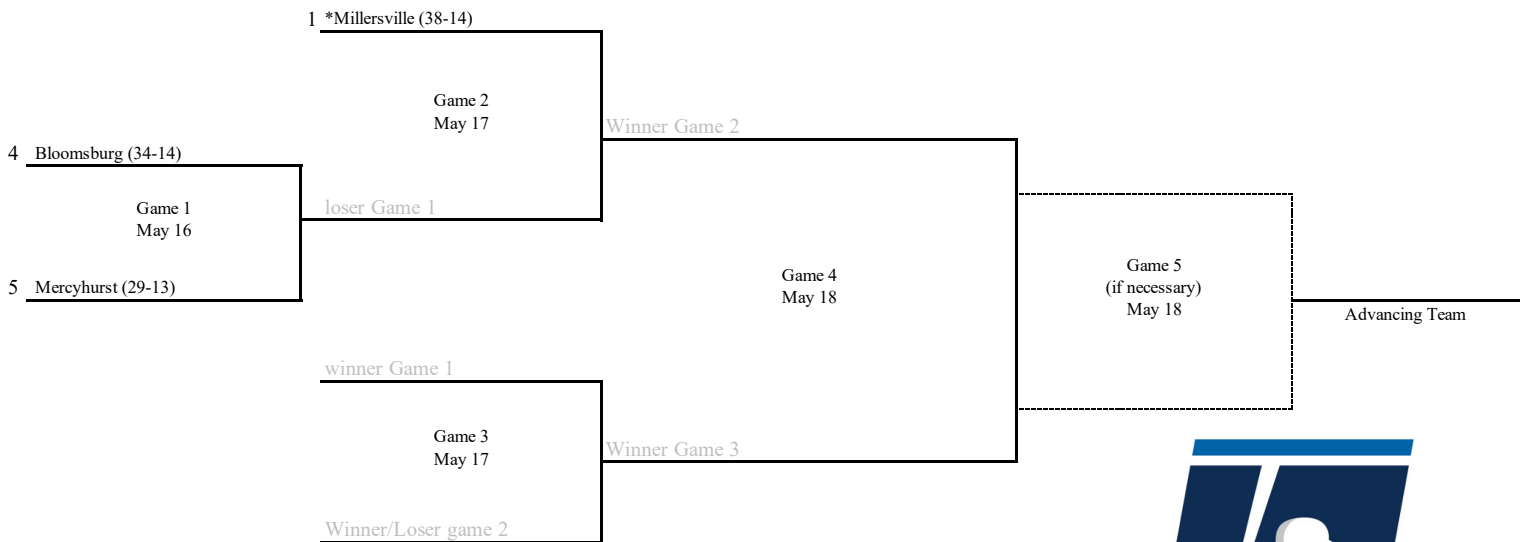 1 *Millersville (38-14)
Game 2
May 17
Winner Game 2
4 Bloomsburg (34-14)
Game 1
May 16
loser Game 1
5 Mercyhurst (29-13)
Game 4
May 18
Game 5
(if necessary)
May 18
Advancing Team
winner Game 1
Game 3
May 17
Winner Game 3
Winner/Loser game 2